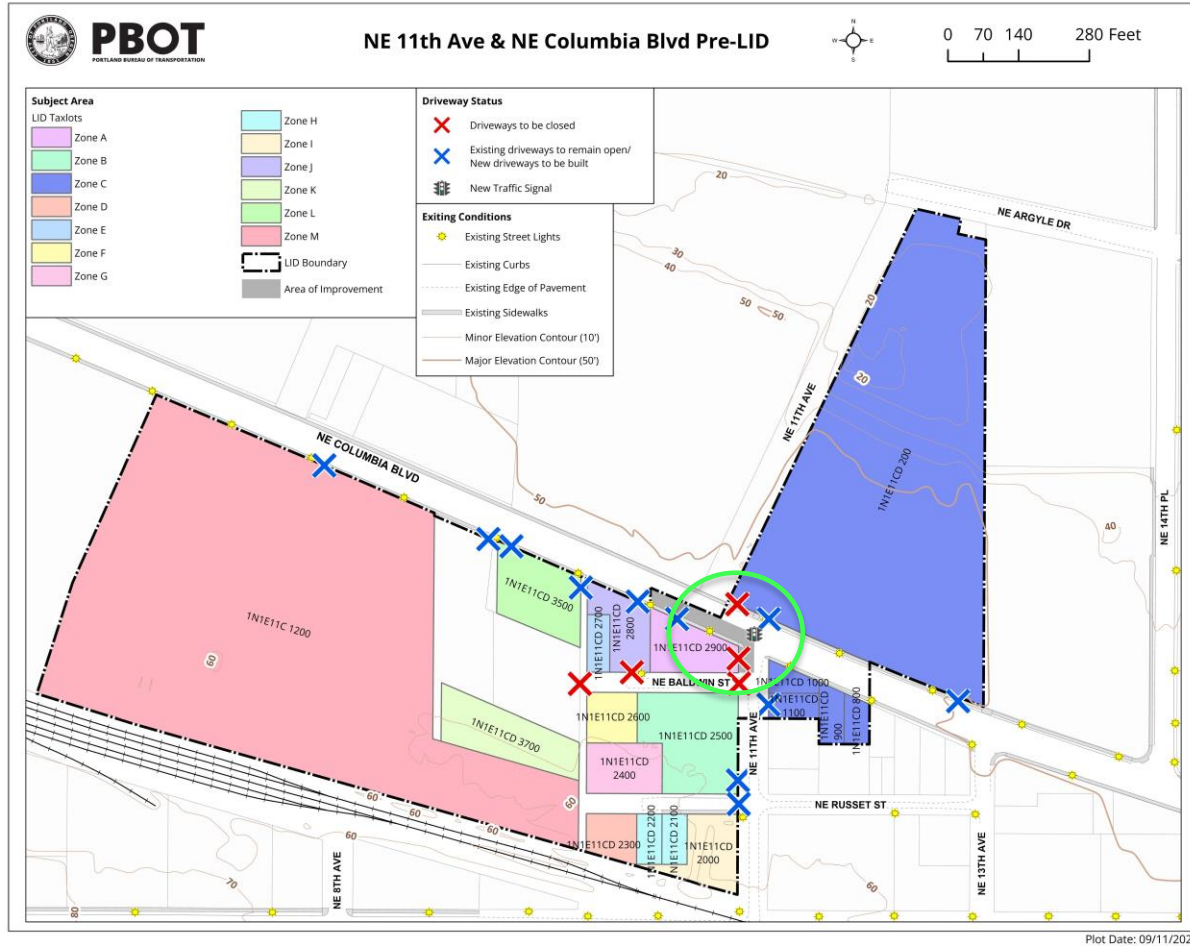 PBOT
PORTLAND BUREAU OF TRANSPORTATION
NE 11th Ave & NE Columbia Blvd Pre-LID
N
W
E
S
0 70 140 280 Feet
Subject Area
LID Taxlots
Zone A
Zone B
Zone C
Zone D
Zone E
Zone F
Zone G
Zone H
Zone I
Zone J
Zone K
Zone L
Zone M
LID Boundary
Area of Improvement
Driveway Status
Driveways to be closed
Existing driveways to remain open/
New driveways to be built
New Traffic Signal
Exiting Conditions
Existing Street Lights
Existing Curbs
Existing Edge of Pavement
Existing Sidewalks
Minor Elevation Contour (10')
Major Elevation Contour (50')
20
NE ARGYLE DR
30
40
50
50
20
20
NE 11TH AVE
NE COLUMBIA BLVD
1N1E11CD 200
50
40
NE 14TH PL
1N1E11C 1200
60
1N1E11CD 3500
1N1E11CD 2700
1N1E11CD
2800
1N1E11CD 2900
NE BALDWIN ST
1N1E11CD 1000
1N1E11CD
1100
1N1E11CD
900
1N1E11CD 800
1N1E11CD 2600
1N1E11CD 2500
NE 11TH AVE
1N1E11CD 3700
1N1E11CD
2400
NE RUSSET ST
60
60
60
60
60
60
1N1E11CD 2300
1N1E11CD 2200
1N1E11CD 2100
1N1E11CD
2000
NE 8TH AVE
NE 13TH AVE
70
80
60
Plot Date: 09/11/202